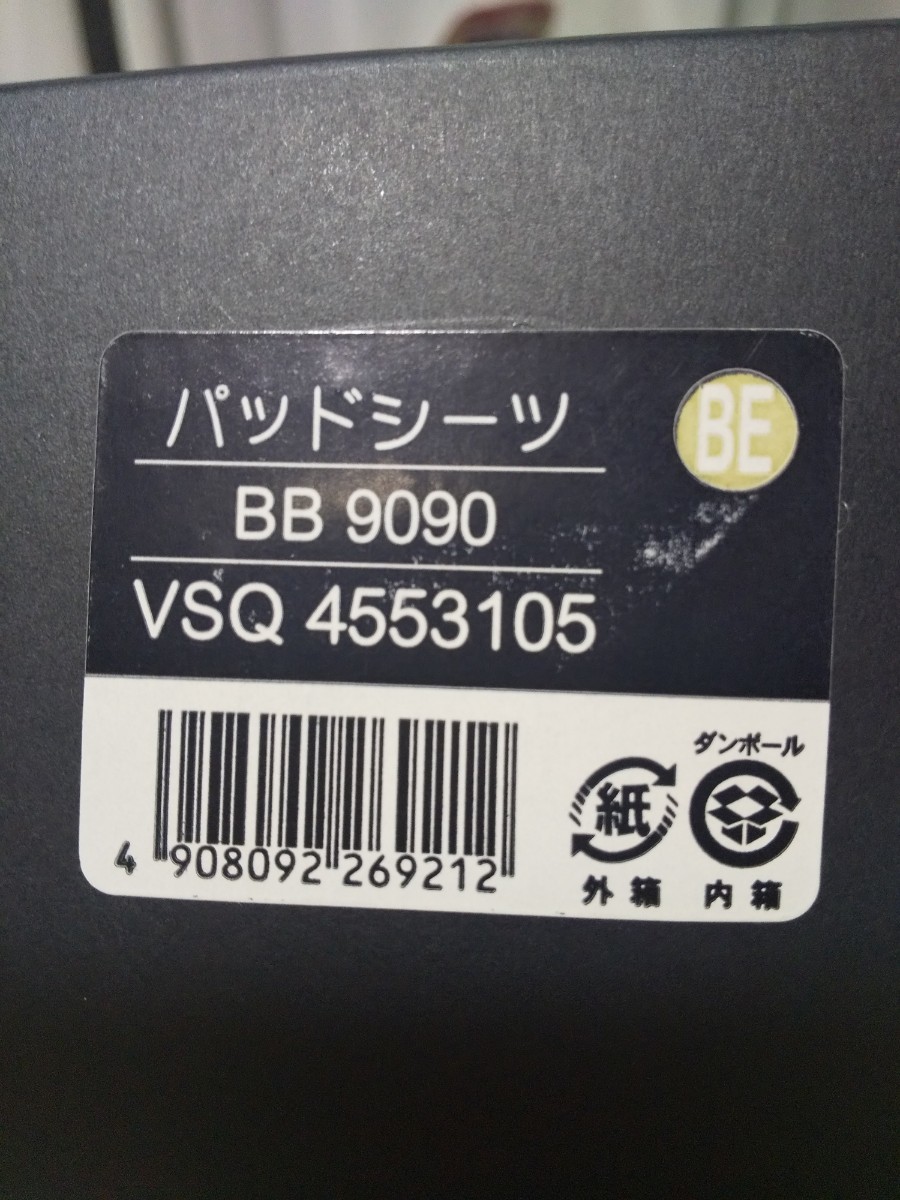 パッドシーツ
BE
BB 9090
VSQ 4553105
4 908092 269212
紙
外箱
ダンボール
内箱